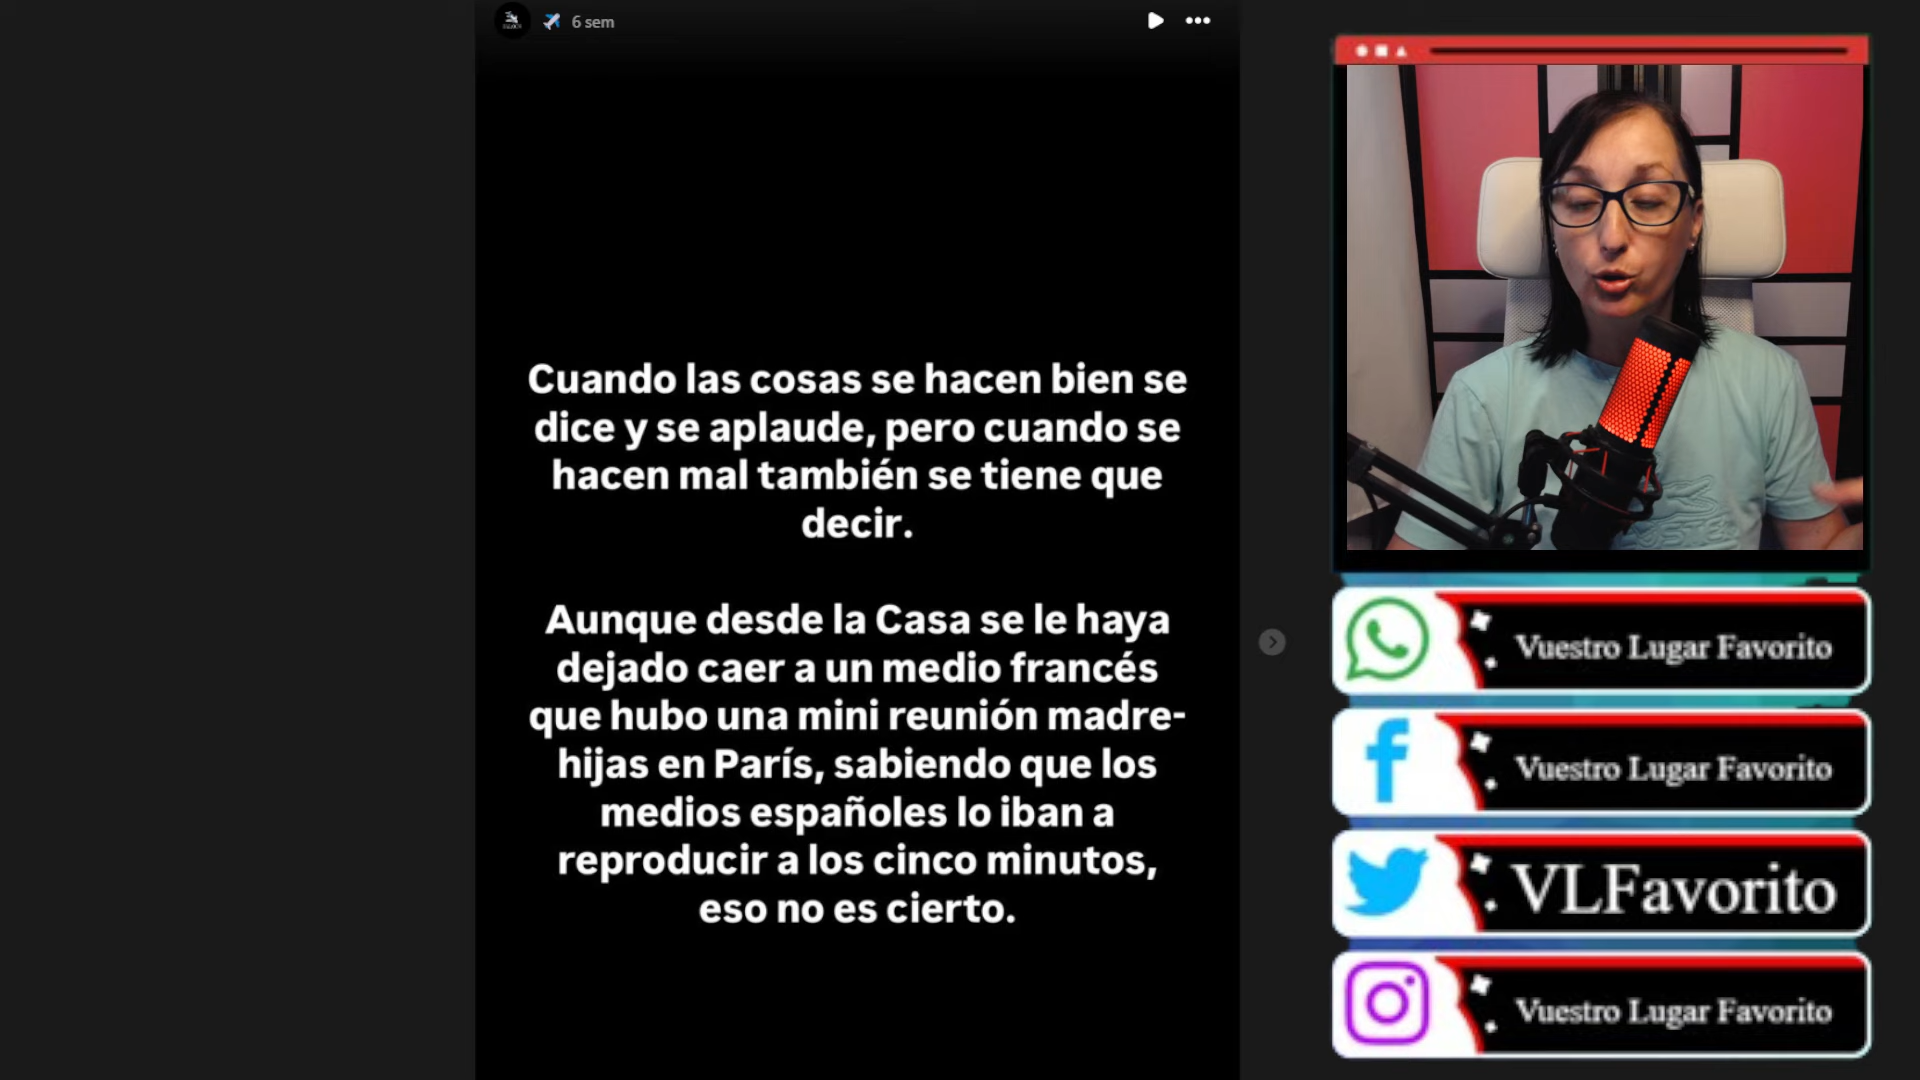 6 sem
Cuando las cosas se hacen bien se
dice y se aplaude, pero cuando se
hacen mal también se tiene que
decir.
Aunque desde la Casa se le haya
dejado caer a un medio francés
que hubo una mini reunión madre-
hijas en París, sabiendo que los
medios españoles lo iban a
reproducir a los cinco minutos,
eso no es cierto.
Vuestro Lugar Favorito
Vuestro Lugar Favorito
VLFavorito
Vuestro Lugar Favorito